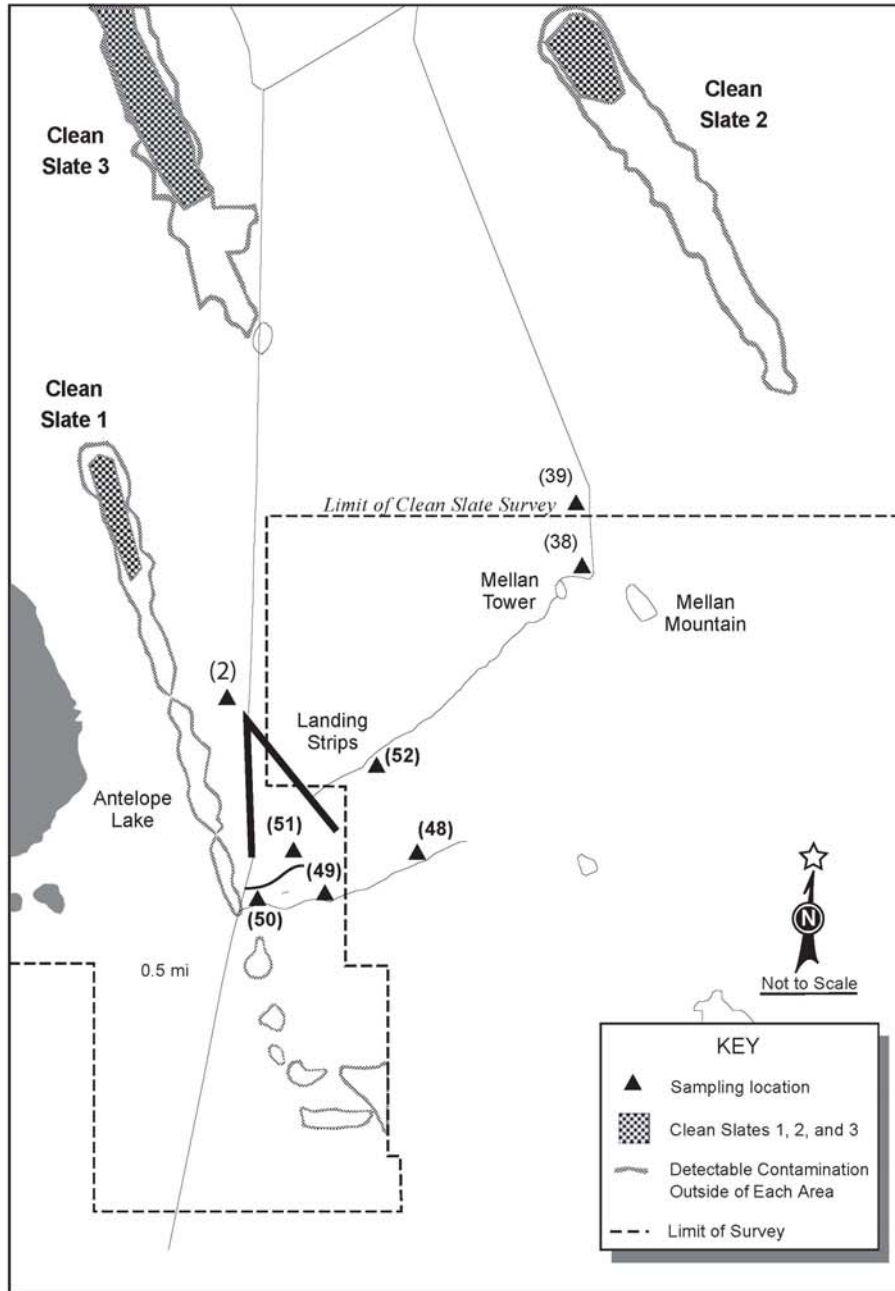 Clean
Slate 2
Clean
Slate 3
Clean
Slate 1
(39)
Limit of Clean Slate Survey
(38)
Mellan
Tower
Mellan
Mountain
(2)
Landing
Strips
(52)
Antelope
Lake
(51)
(48)
(49)
(50)
0.5 mi
N
Not to Scale
KEY
Sampling location
Clean Slates 1, 2, and 3
Detectable Contamination
Outside of Each Area
Limit of Survey